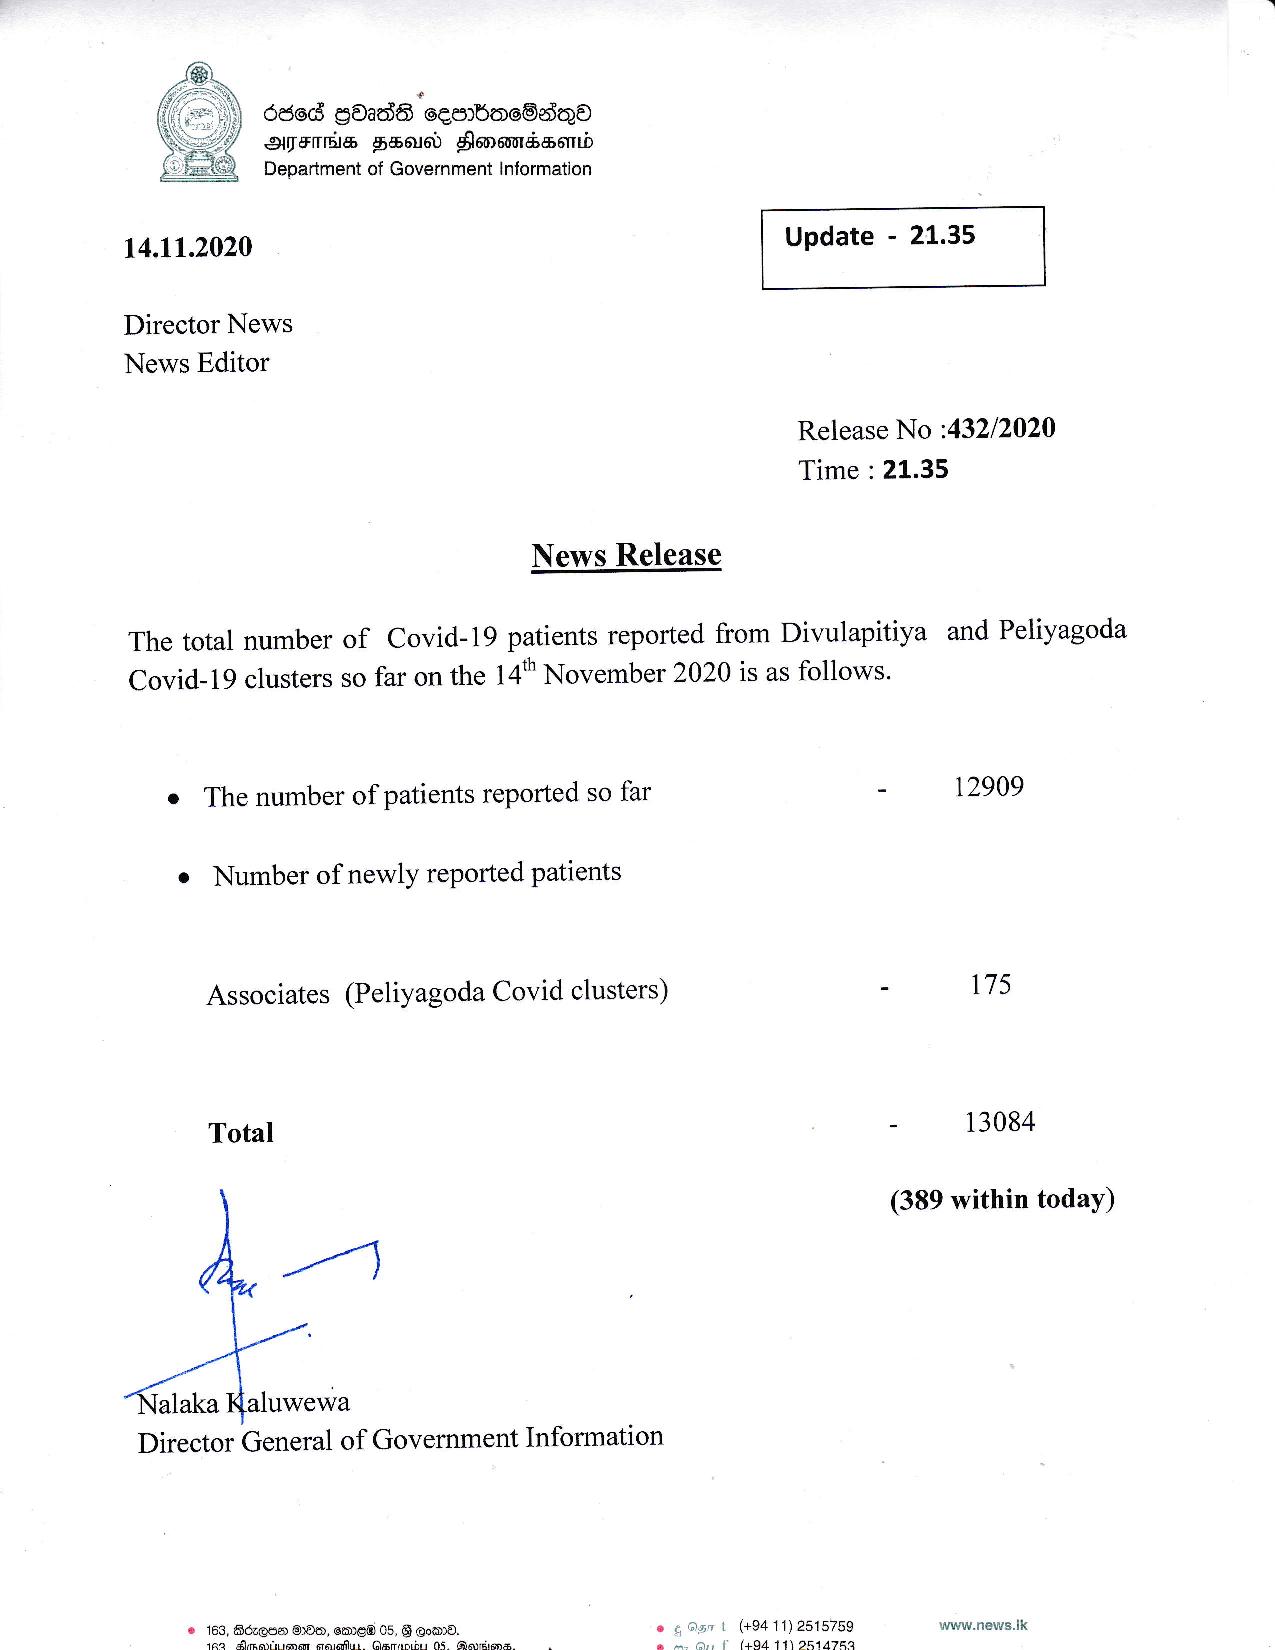 රජයේ ප්‍රවෘත්ති දෙපාර්තමේන්තුව
அரசாங்க தகவல் திணைக்களம்
Department of Government Information
14.11.2020
Update - 21.35
Director News
News Editor
Release No :432/2020
Time : 21.35
News Release
The total number of Covid-19 patients reported from Divulapitiya and Peliyagoda
Covid-19 clusters so far on the 14th November 2020 is as follows.
• The number of patients reported so far - 12909
• Number of newly reported patients
Associates (Peliyagoda Covid clusters) - 175
Total - 13084
(389 within today)
Nalaka Kaluwewa
Director General of Government Information
• 163, කිරුලපන මාවත, කොළඹ 05, ශ්‍රී ලංකාව. • (+94 11) 2515759 www.news.lk
163, கிருலப்பனை எவனியூ, கொழும்பு 05, இலங்கை. • (+94 11) 2514753